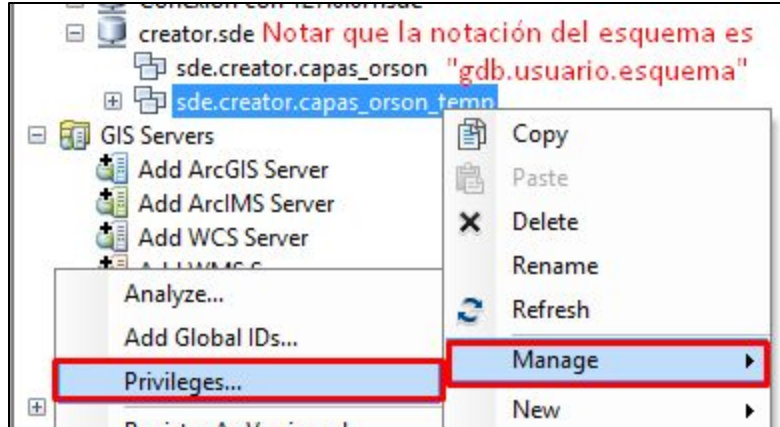 creator.sde Notar que la notación del esquema es
sde.creator.capas_orson "gdb.usuario.esquema"
sde.creator.capas_orson_temp
GIS Servers
Add ArcGIS Server
Add ArcIMS Server
Add WCS Server
Copy
Paste
Delete
Rename
Refresh
Manage
New
Analyze...
Add Global IDs...
Privileges...